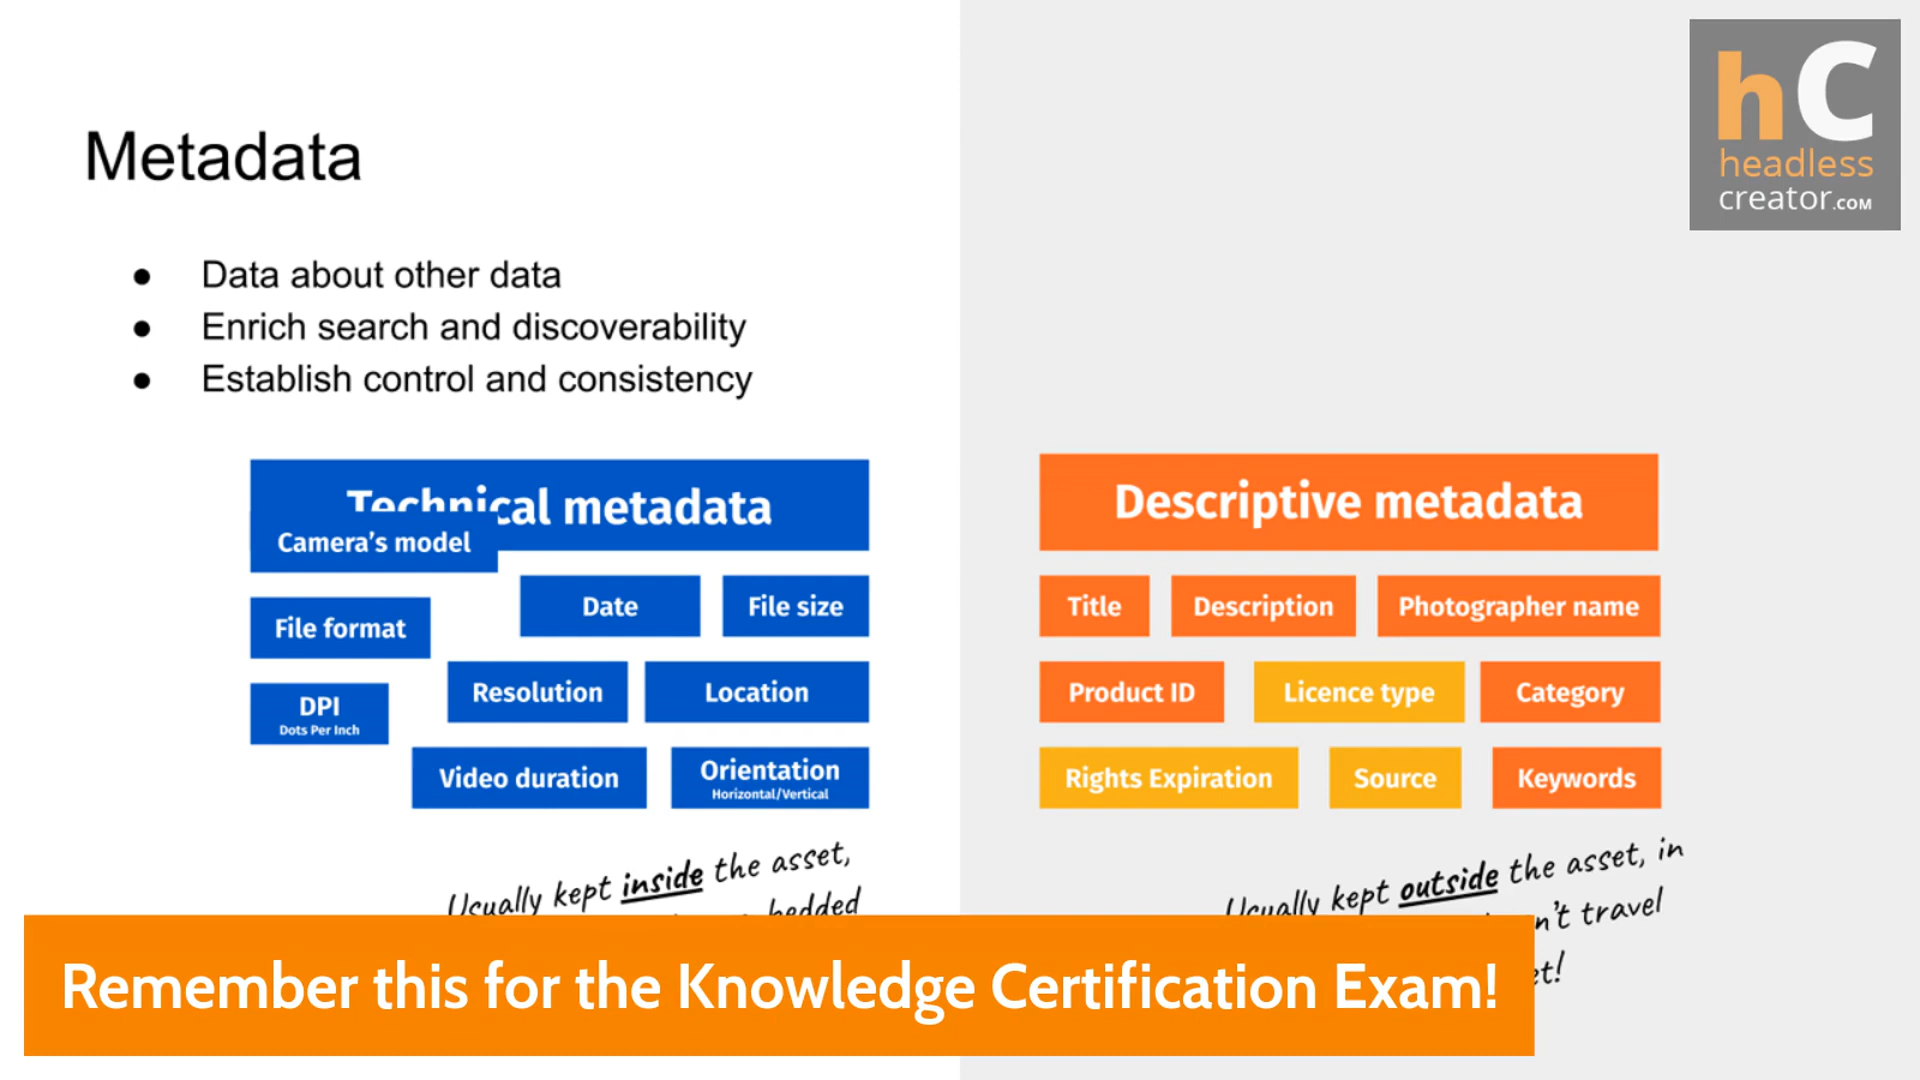 hC
headless
creator.COM
Metadata
● Data about other data
● Enrich search and discoverability
● Establish control and consistency
Technical metadata
Camera's model
Date
File size
File format
Resolution
Location
DPI
Dots Per Inch
Video duration
Orientation
Horizontal/Vertical
Usually kept inside the asset,
Descriptive metadata
Title
Description
Photographer name
Product ID
Licence type
Category
Rights Expiration
Source
Keywords
Usually kept outside the asset, in
travel
Remember this for the Knowledge Certification Exam!